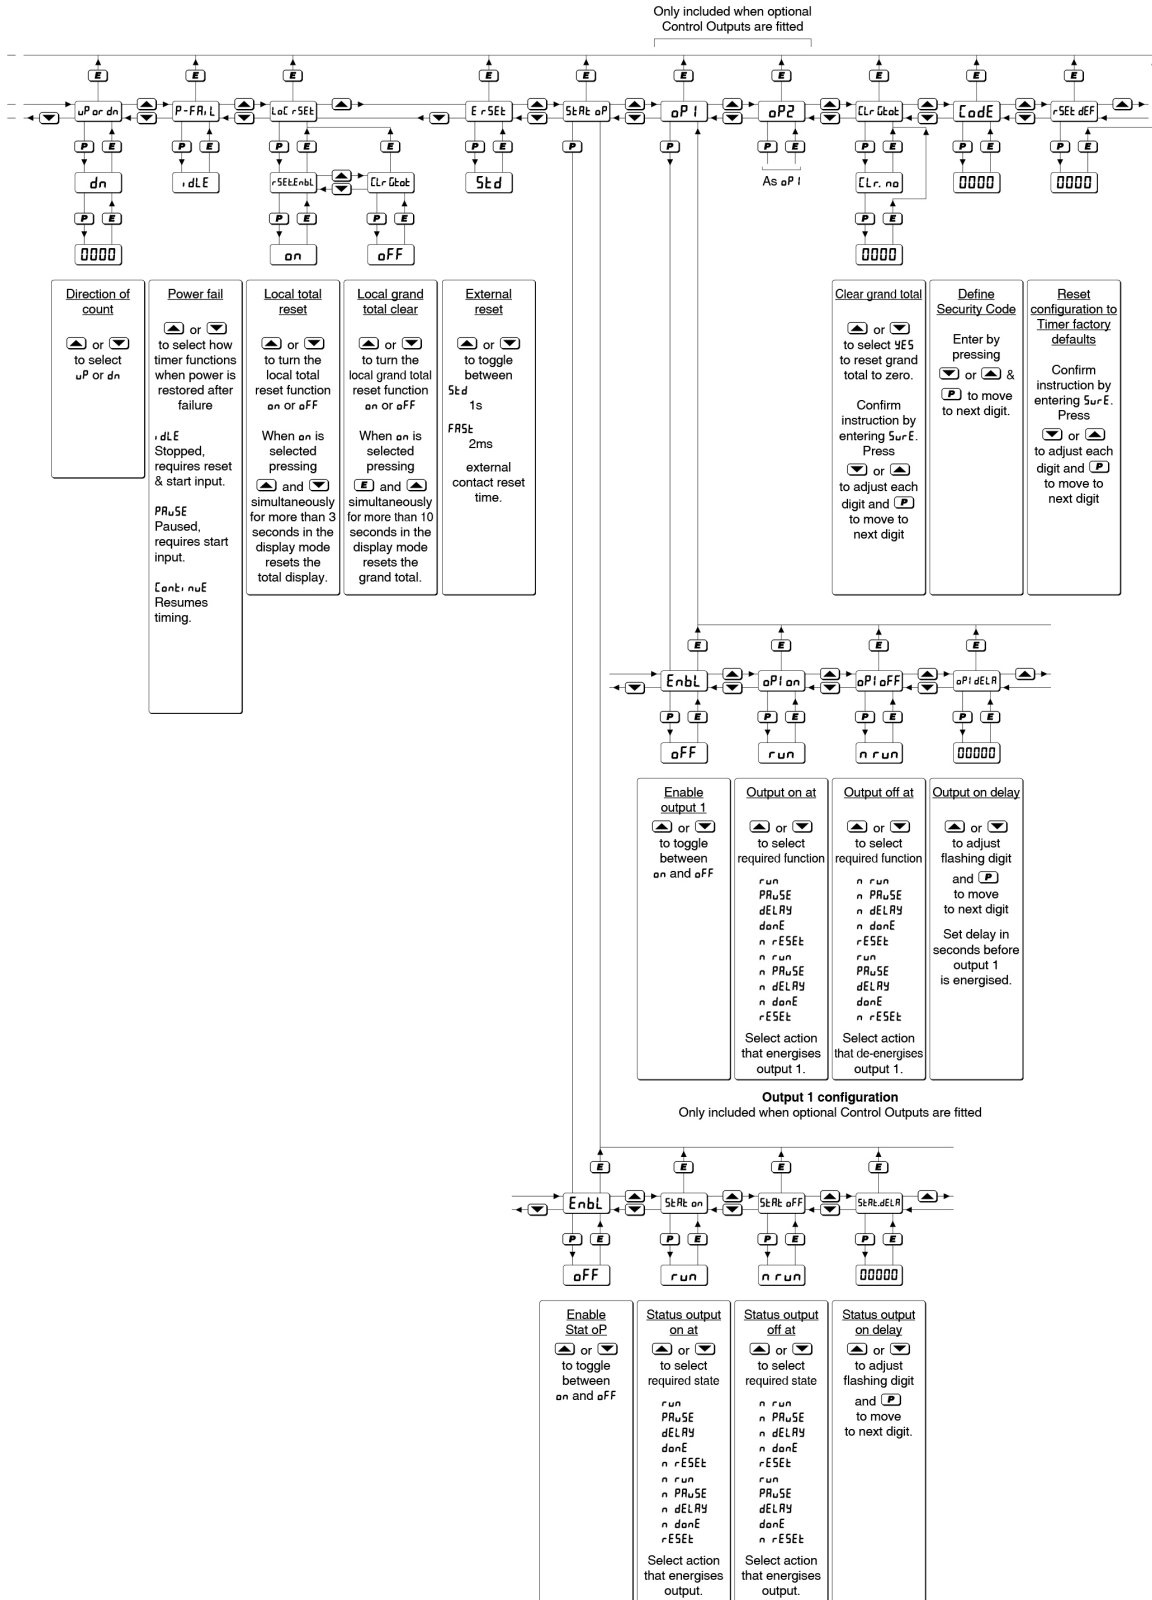 Only included when optional
Control Outputs are fitted
E E E E E E E E E E
uP or dn P-FAiL LoC rSEt E rSEt StAt oP oP1 oP2 CLr Gtot CodE rSEt dEF
P E P E P E E P E P P P E P E P E P E
dn idLE rSEt.EnbL CLr Gtot Std As oP1 CLr. no 0000 0000
P E P E P E P E
0000 on oFF 0000
Direction of
count
or
to select
uP or dn
Power fail
or
to select how
timer functions
when power is
restored after
failure
idLE
Stopped,
requires reset
& start input.
PAuSE
Paused,
requires start
input.
ContinuE
Resumes
timing.
Local total
reset
or
to turn the
local total
reset function
on or oFF
When on is
selected
pressing
and
simultaneously
for more than 3
seconds in the
display mode
resets the
total display.
Local grand
total clear
or
to turn the
local grand total
reset function
on or oFF
When on is
selected
pressing
E and
simultaneously
for more than 10
seconds in the
display mode
resets the
grand total.
External
reset
or
to toggle
between
Std
1s
FASt
2ms
external
contact reset
time.
Clear grand total
or
to select YES
to reset grand
total to zero.
Confirm
instruction by
entering SurE.
Press
or
to adjust each
digit and P
to move to
next digit
Define
Security Code
Enter by
pressing
or &
P to move
to next digit.
Reset
configuration to
Timer factory
defaults
Confirm
instruction by
entering SurE.
Press
or
to adjust each
digit and P
to move to
next digit
E E E E
EnbL oP1 on oP1 oFF oP1 dELA
P E P E P E P E
oFF run n run 00000
Enable
output 1
or
to toggle
between
on and oFF
Output on at
or
to select
required function
run
PAuSE
dELAY
donE
n rESEt
n run
n PAuSE
n dELAY
n donE
rESEt
Select action
that energises
output 1.
Output off at
or
to select
required function
n run
n PAuSE
n dELAY
n donE
rESEt
run
PAuSE
dELAY
donE
n rESEt
Select action
that de-energises
output 1.
Output on delay
or
to adjust
flashing digit
and P
to move
to next digit
Set delay in
seconds before
output 1
is energised.
Output 1 configuration
Only included when optional Control Outputs are fitted
E E E E
EnbL StAt on StAt oFF StAt.dELA
P E P E P E P E
oFF run n run 00000
Enable
Stat oP
or
to toggle
between
on and oFF
Status output
on at
or
to select
required state
run
PAuSE
dELAY
donE
n rESEt
n run
n PAuSE
n dELAY
n donE
rESEt
Select action
that energises
output.
Status output
off at
or
to select
required state
n run
n PAuSE
n dELAY
n donE
rESEt
run
PAuSE
dELAY
donE
n rESEt
Select action
that energises
output.
Status output
on delay
or
to adjust
flashing digit
and P
to move
to next digit.